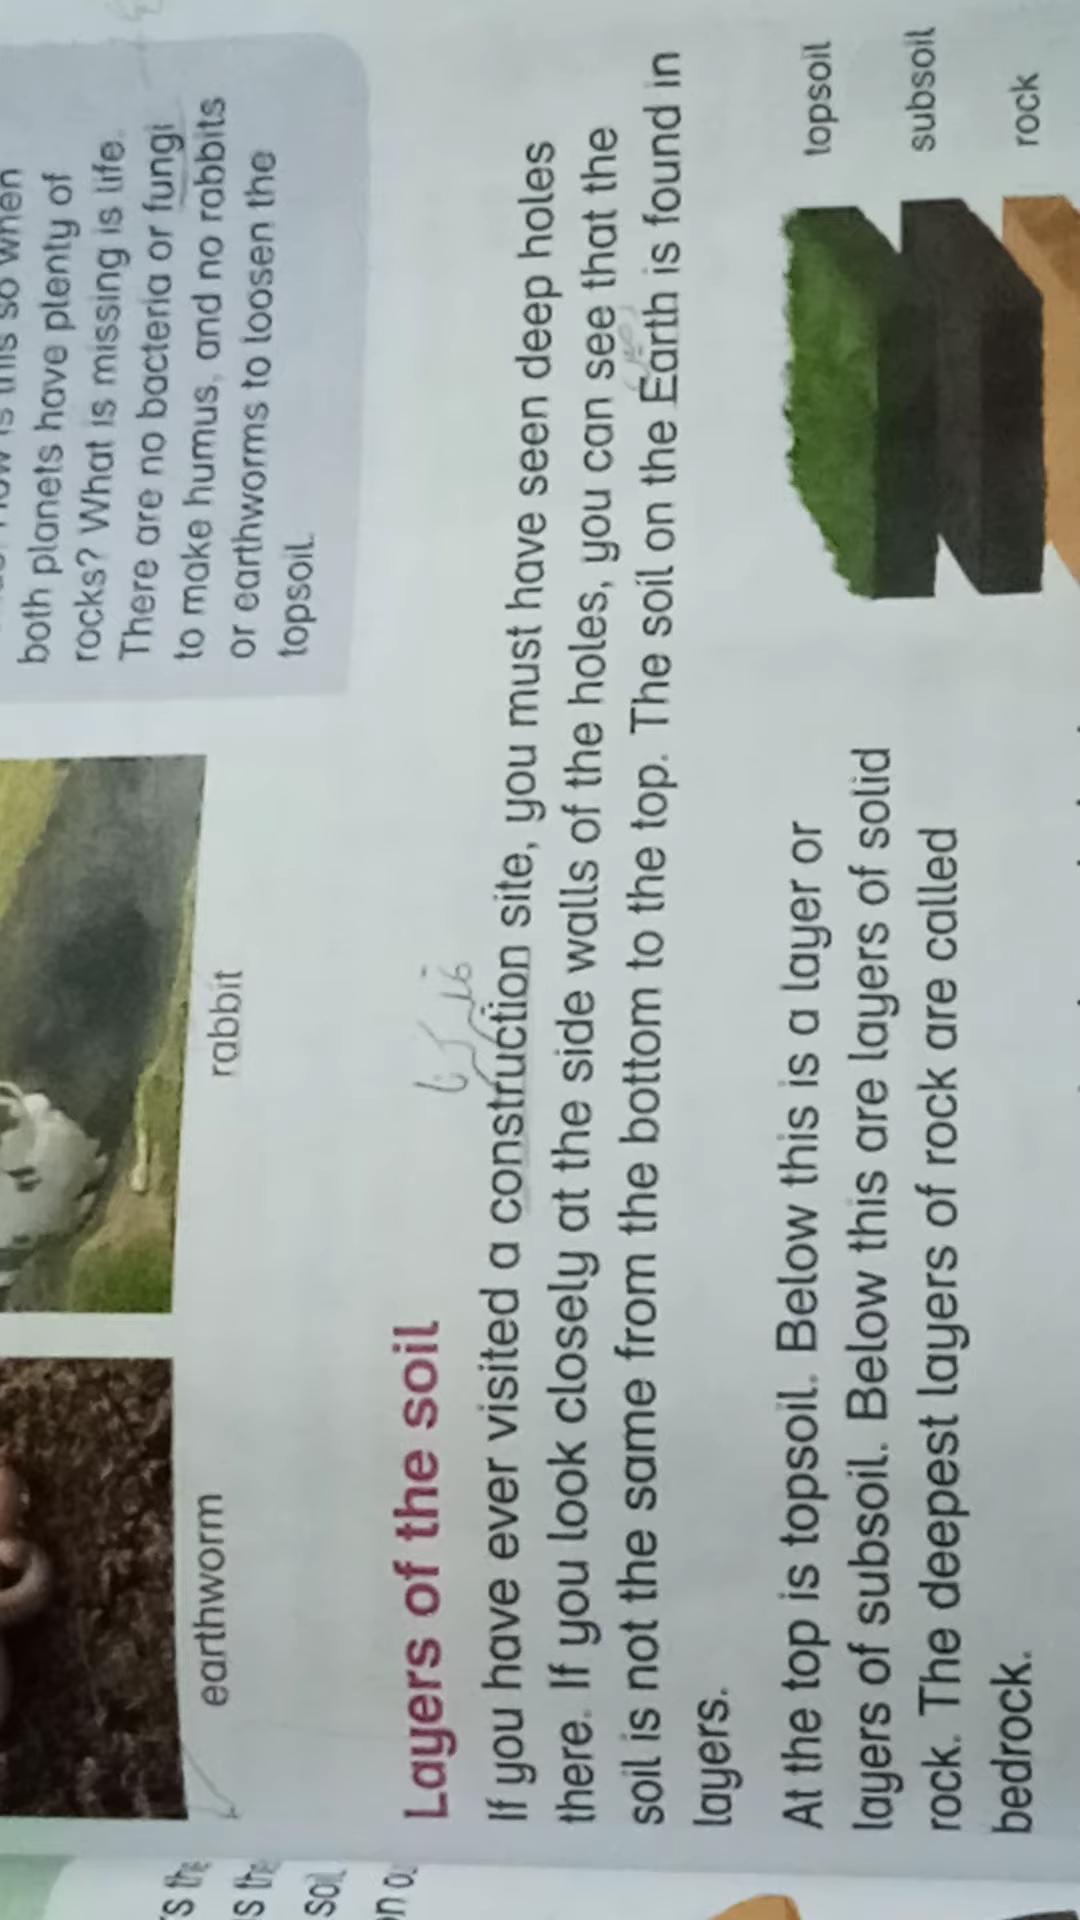 both planets have plenty of
rocks? What is missing is life.
There are no bacteria or fungi
to make humus, and no rabbits
or earthworms to loosen the
topsoil.
earthworm
rabbit
Layers of the soil
If you have ever visited a construction site, you must have seen deep holes
there. If you look closely at the side walls of the holes, you can see that the
soil is not the same from the bottom to the top. The soil on the Earth is found in
layers.
At the top is topsoil. Below this is a layer or
layers of subsoil. Below this are layers of solid
rock. The deepest layers of rock are called
bedrock.
topsoil
subsoil
rock